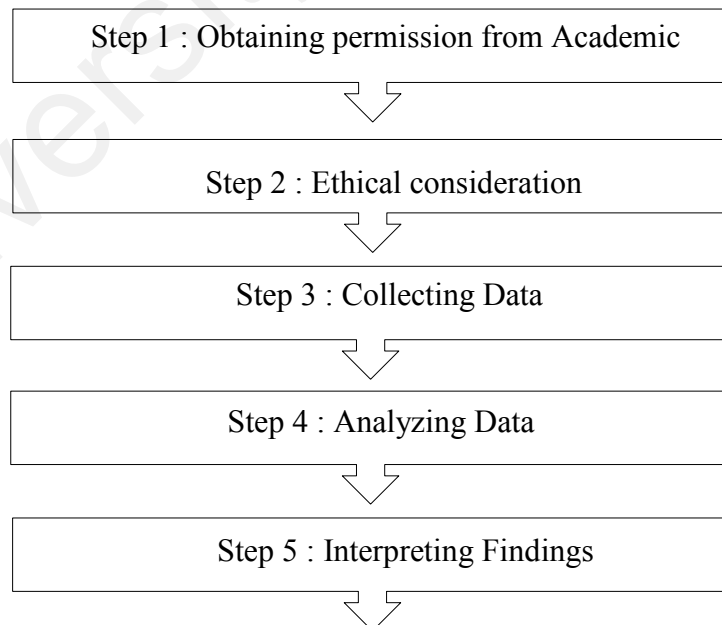 Step 1 : Obtaining permission from Academic
Step 2 : Ethical consideration
Step 3 : Collecting Data
Step 4 : Analyzing Data
Step 5 : Interpreting Findings